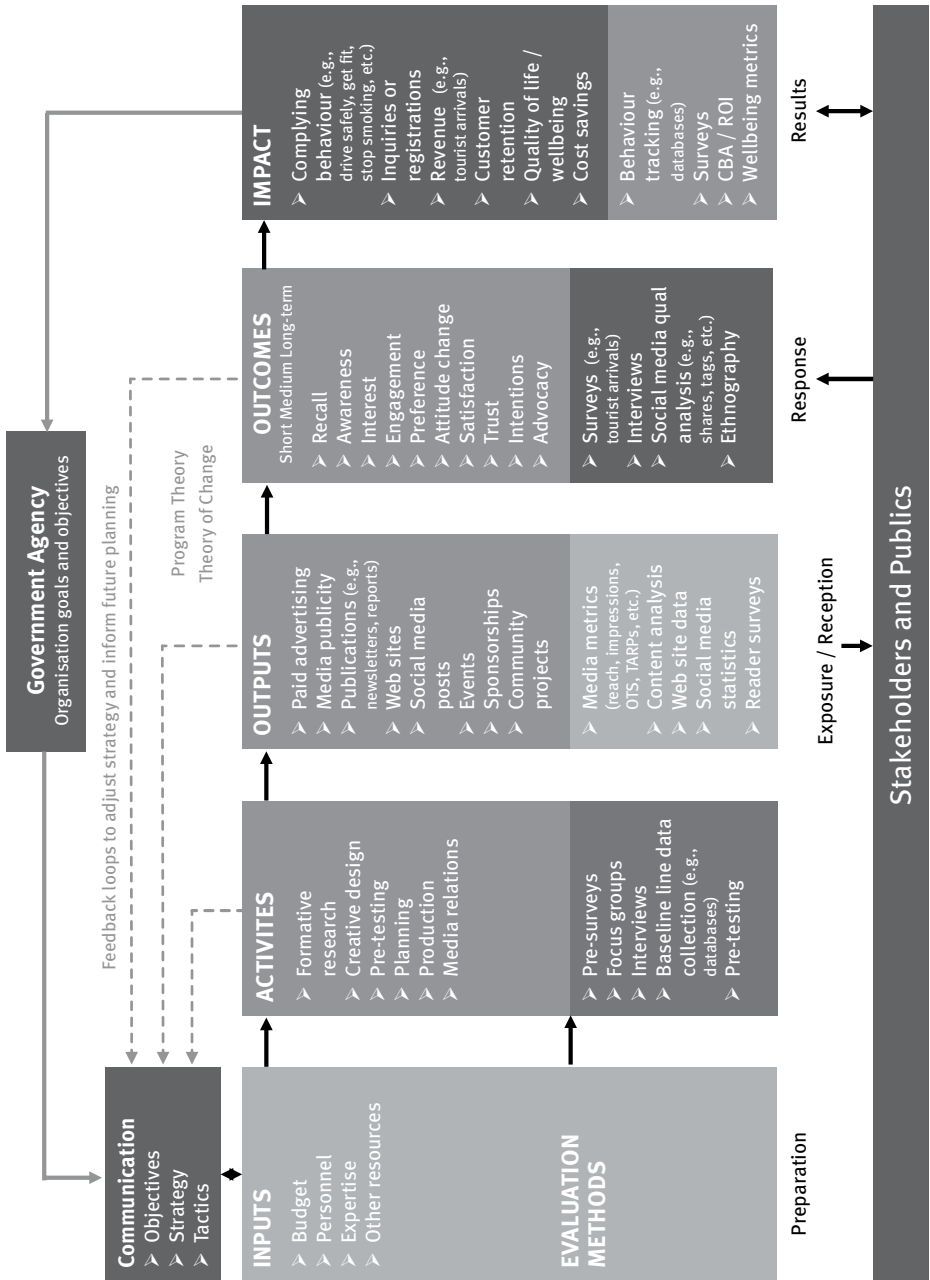 Government Agency
Organisation goals and objectives
Feedback loops to adjust strategy and inform future planning
Program Theory
Theory of Change
Communication
➢ Objectives
➢ Strategy
➢ Tactics
INPUTS
➢ Budget
➢ Personnel
➢ Expertise
➢ Other resources
EVALUATION
METHODS
ACTIVITES
➢ Formative
research
➢ Creative design
➢ Pre-testing
➢ Planning
➢ Production
➢ Media relations
➢ Pre-surveys
➢ Focus groups
➢ Interviews
➢ Baseline line data
collection (e.g.,
databases)
➢ Pre-testing
OUTPUTS
➢ Paid advertising
➢ Media publicity
➢ Publications (e.g.,
newsletters, reports)
➢ Web sites
➢ Social media
posts
➢ Events
➢ Sponsorships
➢ Community
projects
➢ Media metrics
(reach, impressions,
OTS, TARPs, etc.)
➢ Content analysis
➢ Web site data
➢ Social media
statistics
➢ Reader surveys
OUTCOMES
Short Medium Long-term
➢ Recall
➢ Awareness
➢ Interest
➢ Engagement
➢ Preference
➢ Attitude change
➢ Satisfaction
➢ Trust
➢ Intentions
➢ Advocacy
➢ Surveys (e.g.,
tourist arrivals)
➢ Interviews
➢ Social media qual
analysis (e.g.,
shares, tags, etc.)
➢ Ethnography
IMPACT
➢ Complying
behaviour (e.g.,
drive safely, get fit,
stop smoking, etc.)
➢ Inquiries or
registrations
➢ Revenue (e.g.,
tourist arrivals)
➢ Customer
retention
➢ Quality of life /
wellbeing
➢ Cost savings
➢ Behaviour
tracking (e.g.,
databases)
➢ Surveys
➢ CBA / ROI
➢ Wellbeing metrics
Preparation
Exposure / Reception
Response
Results
Stakeholders and Publics